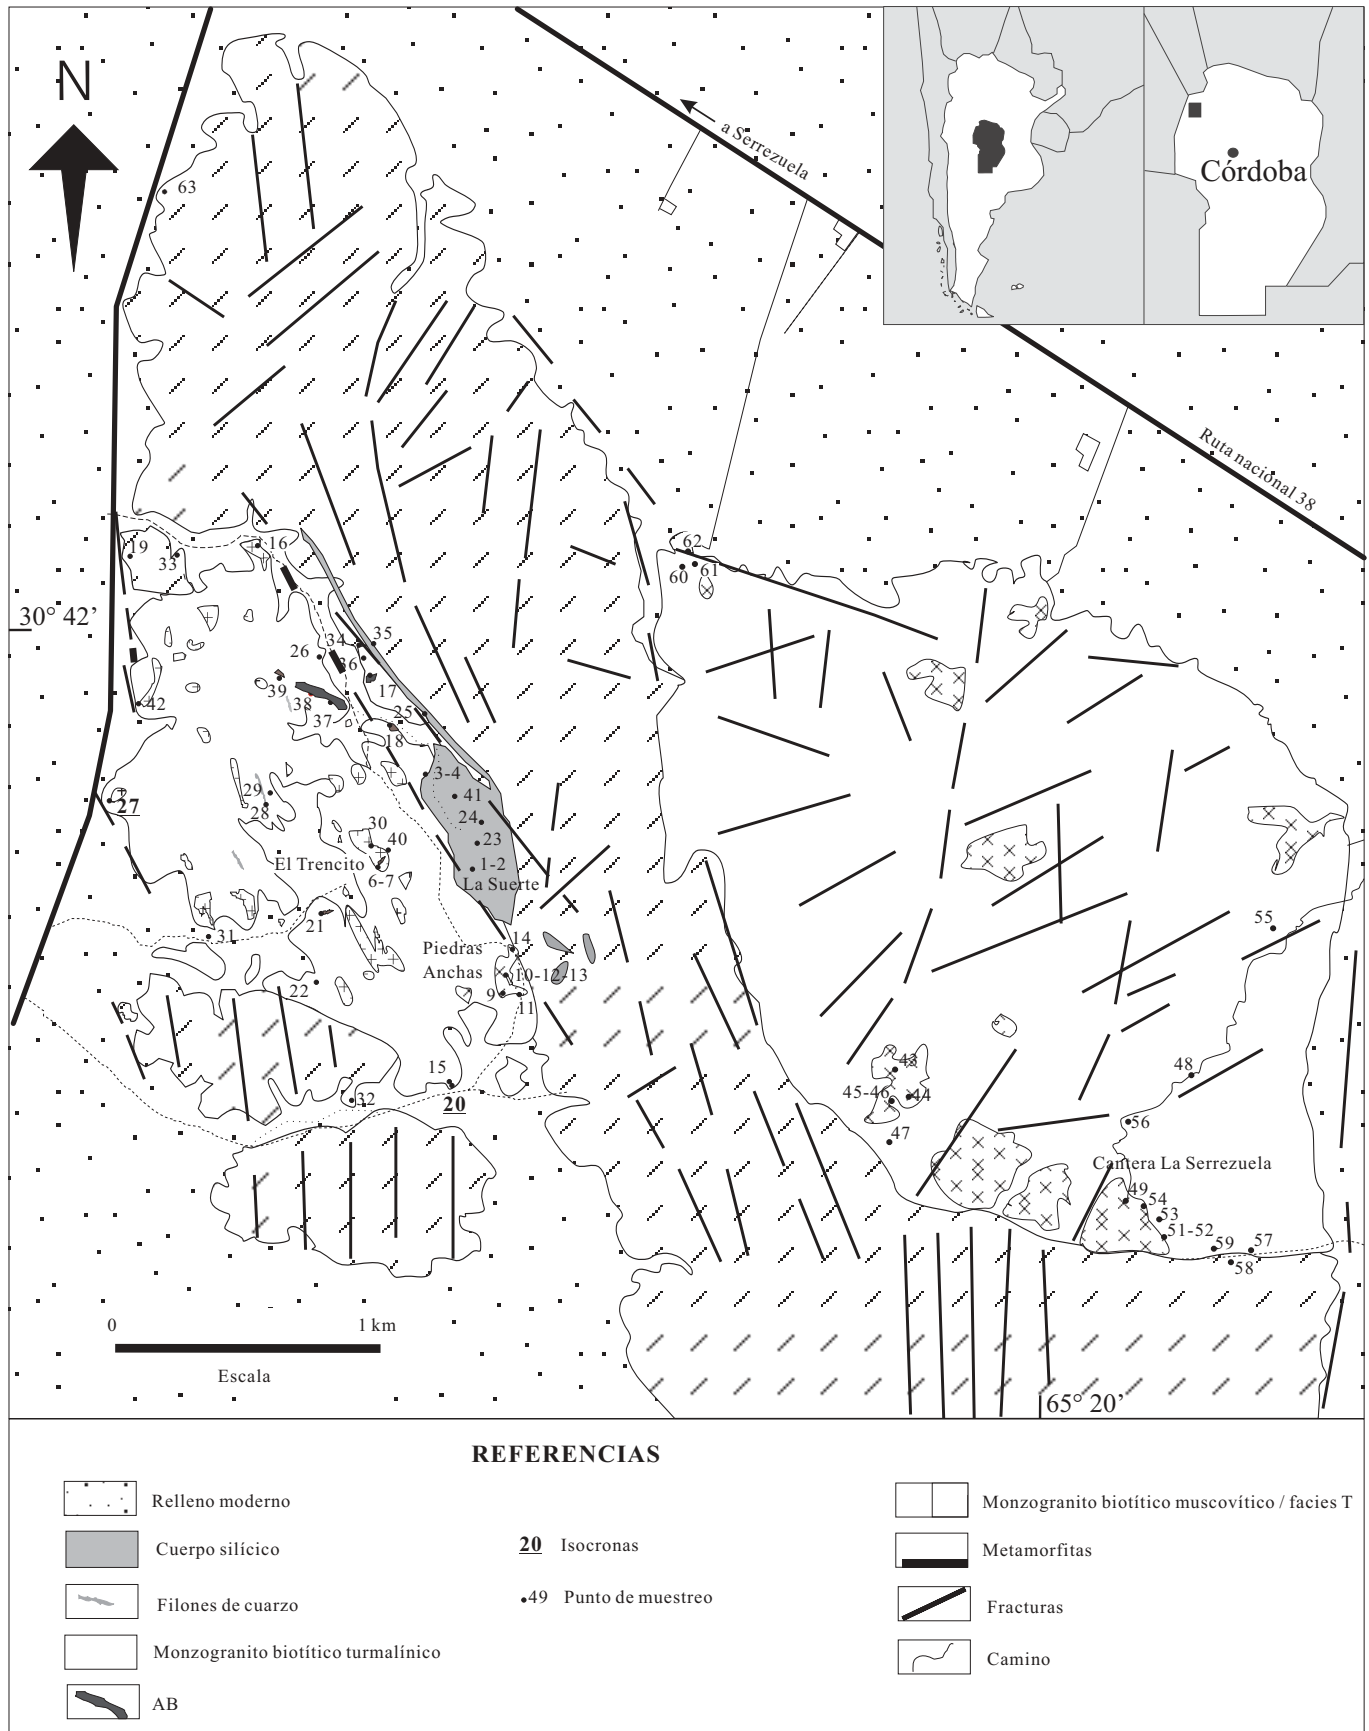 N
a Serrezuela
Córdoba
Ruta nacional 38
63
62
60
61
19
33
16
30° 42’
34
35
26
36
17
39
38
37
42
25
18
3-4
41
24
23
1-2
La Suerte
27
29
28
30
40
El Trencito
6-7
21
31
22
Piedras
Anchas
14
10-12-13
9
11
15
20
32
55
48
43
45-46
44
47
56
Cantera La Serrezuela
49
54
53
51-52
59
57
58
0
1 km
Escala
65° 20’
REFERENCIAS
Relleno moderno
Cuerpo silícico
Filones de cuarzo
Monzogranito biotítico turmalínico
AB
20 Isocronas
49 Punto de muestreo
Monzogranito biotítico muscovítico / facies T
Metamorfitas
Fracturas
Camino